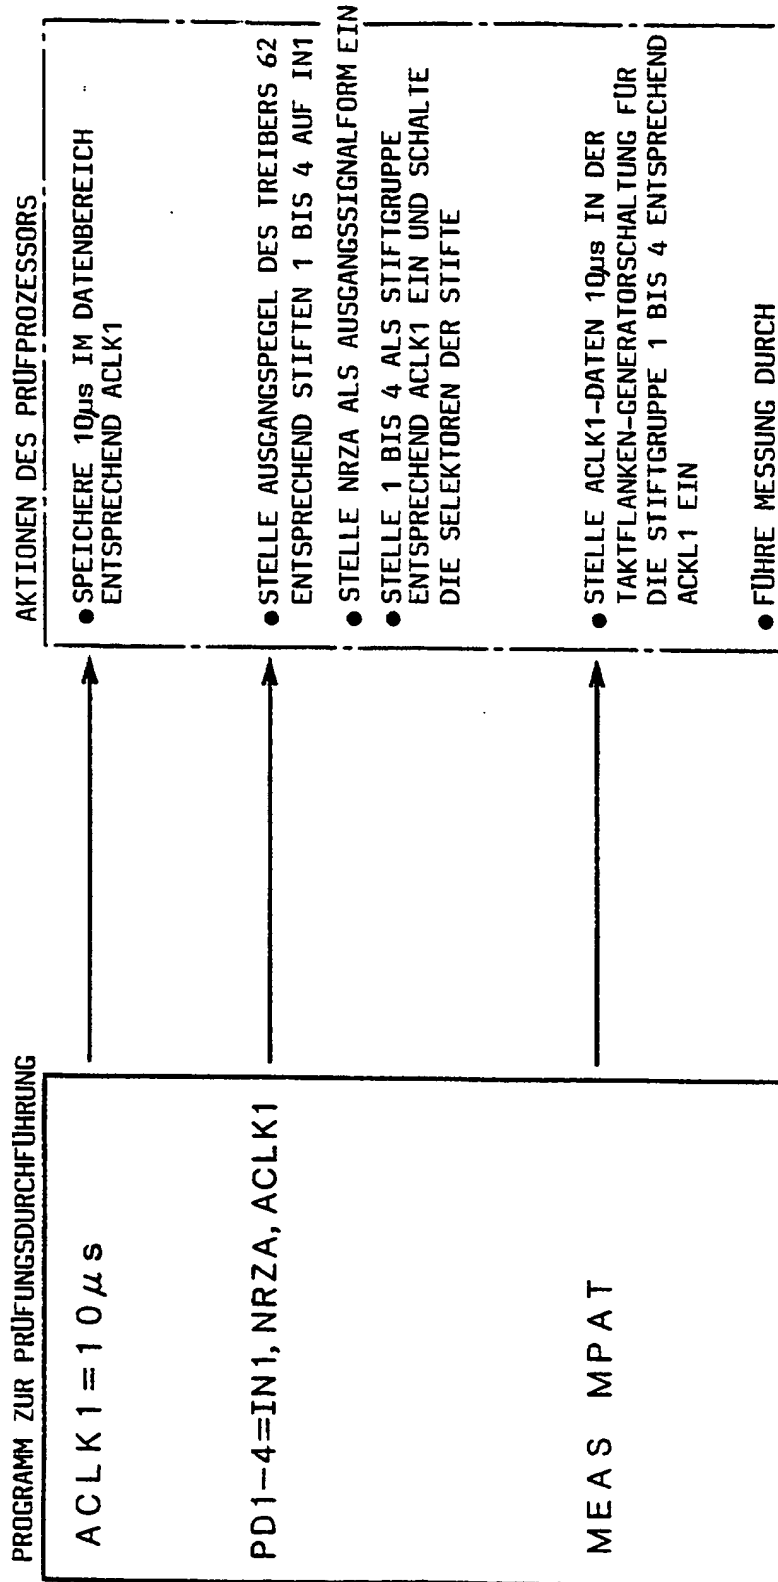 PROGRAMM ZUR PRÜFUNGSDURCHFÜHRUNG
ACLK1=10µs
PD1-4=IN1, NRZA, ACLK1
MEAS MPAT
AKTIONEN DES PRÜFPROZESSORS
● SPEICHERE 10µs IM DATENBEREICH
ENTSPRECHEND ACLK1
● STELLE AUSGANGSPEGEL DES TREIBERS 62
ENTSPRECHEND STIFTEN 1 BIS 4 AUF IN1
● STELLE NRZA ALS AUSGANGSSIGNALFORM EIN
● STELLE 1 BIS 4 ALS STIFTGRUPPE
ENTSPRECHEND ACLK1 EIN UND SCHALTE
DIE SELEKTOREN DER STIFTE
● STELLE ACLK1-DATEN 10µs IN DER
TAKTFLANKEN-GENERATORSCHALTUNG FÜR
DIE STIFTGRUPPE 1 BIS 4 ENTSPRECHEND
ACKL1 EIN
● FÜHRE MESSUNG DURCH